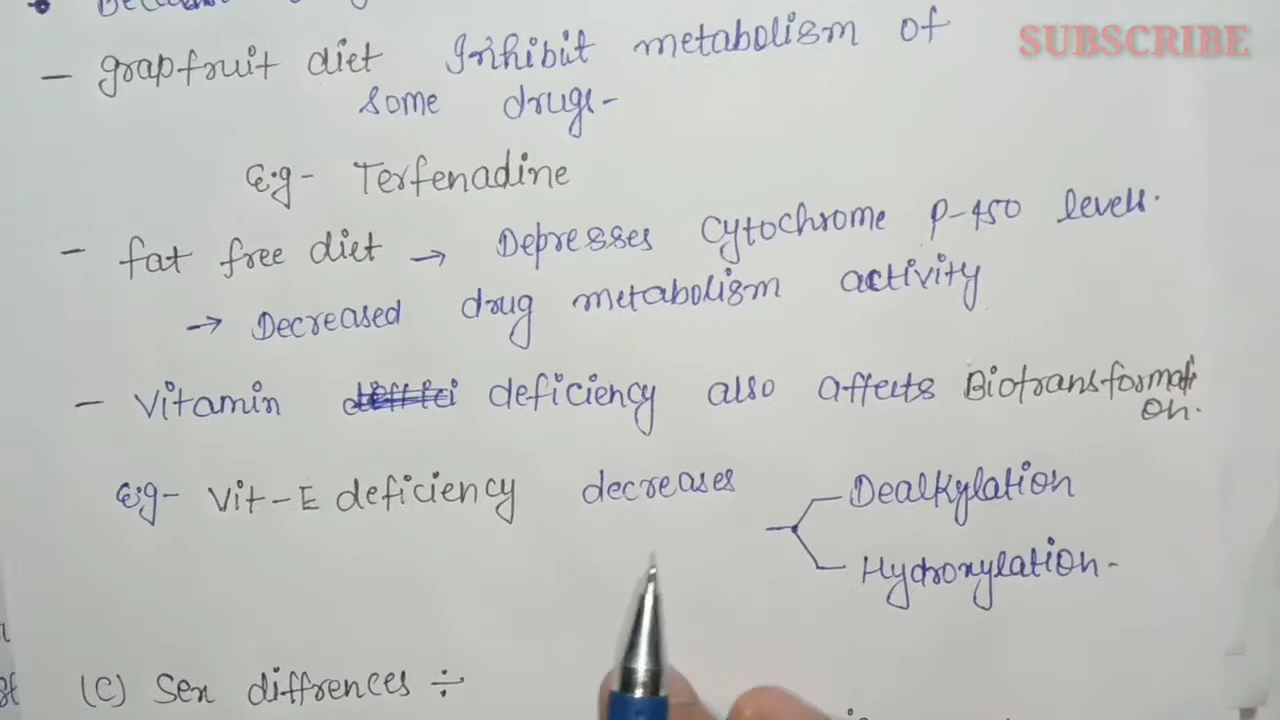 SUBSCRIBE
- grapfruit diet Inhibit metabolism of
some drugs-
E.g- Terfenadine
- fat free diet → Depresses Cytochrome P-450 levels.
→ Decreased drug metabolism activity
- Vitamin deficiency also affects Biotransformati
on.
E.g- Vit-E deficiency decreases
Dealkylation
Hydroxylation-
(C) Sex diffrences ÷